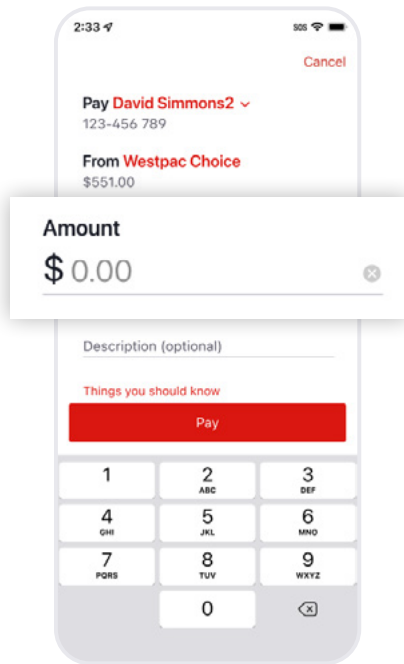 2:33 SOS
Cancel
Pay David Simmons2
123-456 789
From Westpac Choice
$551.00
Amount
$ 0.00
Description (optional)
Things you should know
Pay
1 2 3
ABC DEF
4 5 6
GHI JKL MNO
7 8 9
PQRS TUV WXYZ
0